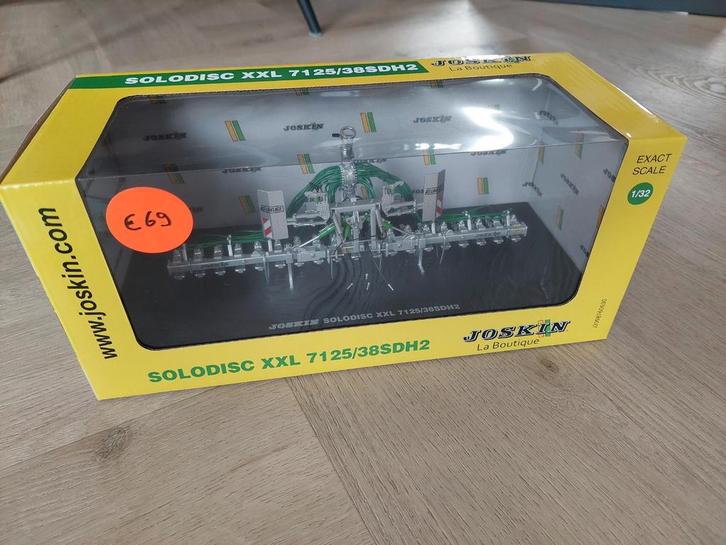 SOLODISC XXL 7125/38SDH2
JOSKIN
La Boutique
JOSKIN
JOSKIN
EXACT
SCALE
1/32
€69
www.joskin.com
JOSKIN SOLODISC XXL 7125/38SDH2
JOSKIN
La Boutique
SOLODISC XXL 7125/38SDH2